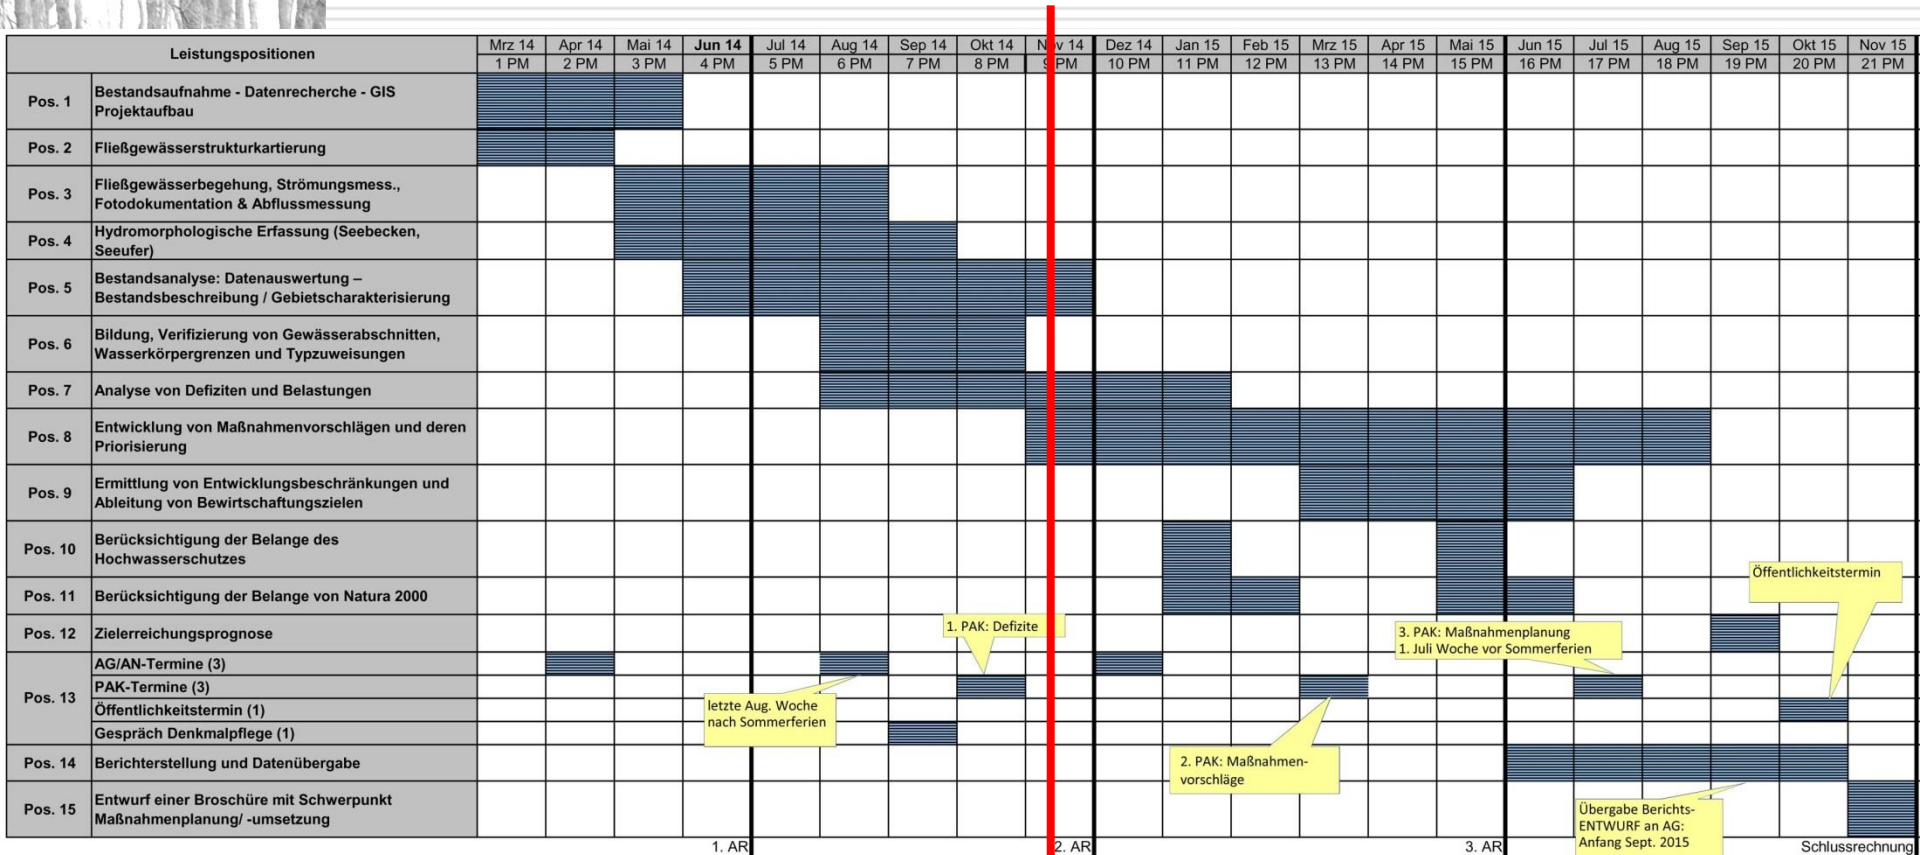 Leistungspositionen
Mrz 14 Apr 14 Mai 14 Jun 14 Jul 14 Aug 14 Sep 14 Okt 14 Nov 14 Dez 14 Jan 15 Feb 15 Mrz 15 Apr 15 Mai 15 Jun 15 Jul 15 Aug 15 Sep 15 Okt 15 Nov 15
1 PM 2 PM 3 PM 4 PM 5 PM 6 PM 7 PM 8 PM 9 PM 10 PM 11 PM 12 PM 13 PM 14 PM 15 PM 16 PM 17 PM 18 PM 19 PM 20 PM 21 PM
Pos. 1
Bestandsaufnahme - Datenrecherche - GIS
Projektaufbau
Pos. 2
Fließgewässerstrukturkartierung
Pos. 3
Fließgewässerbegehung, Strömungsmess.,
Fotodokumentation & Abflussmessung
Pos. 4
Hydromorphologische Erfassung (Seebecken,
Seeufer)
Pos. 5
Bestandsanalyse: Datenauswertung –
Bestandsbeschreibung / Gebietscharakterisierung
Pos. 6
Bildung, Verifizierung von Gewässerabschnitten,
Wasserkörpergrenzen und Typzuweisungen
Pos. 7
Analyse von Defiziten und Belastungen
Pos. 8
Entwicklung von Maßnahmenvorschlägen und deren
Priorisierung
Pos. 9
Ermittlung von Entwicklungsbeschränkungen und
Ableitung von Bewirtschaftungszielen
Pos. 10
Berücksichtigung der Belange des
Hochwasserschutzes
Pos. 11
Berücksichtigung der Belange von Natura 2000
Pos. 12
Zielerreichungsprognose
Pos. 13
AG/AN-Termine (3)
PAK-Termine (3)
Öffentlichkeitstermin (1)
Gespräch Denkmalpflege (1)
Pos. 14
Berichterstellung und Datenübergabe
Pos. 15
Entwurf einer Broschüre mit Schwerpunkt
Maßnahmenplanung/ -umsetzung
Öffentlichkeitstermin
1. PAK: Defizite
3. PAK: Maßnahmenplanung
1. Juli Woche vor Sommerferien
letzte Aug. Woche
nach Sommerferien
2. PAK: Maßnahmen-
vorschläge
Übergabe Berichts-
ENTWURF an AG:
Anfang Sept. 2015
1. AR 2. AR 3. AR Schlussrechnung